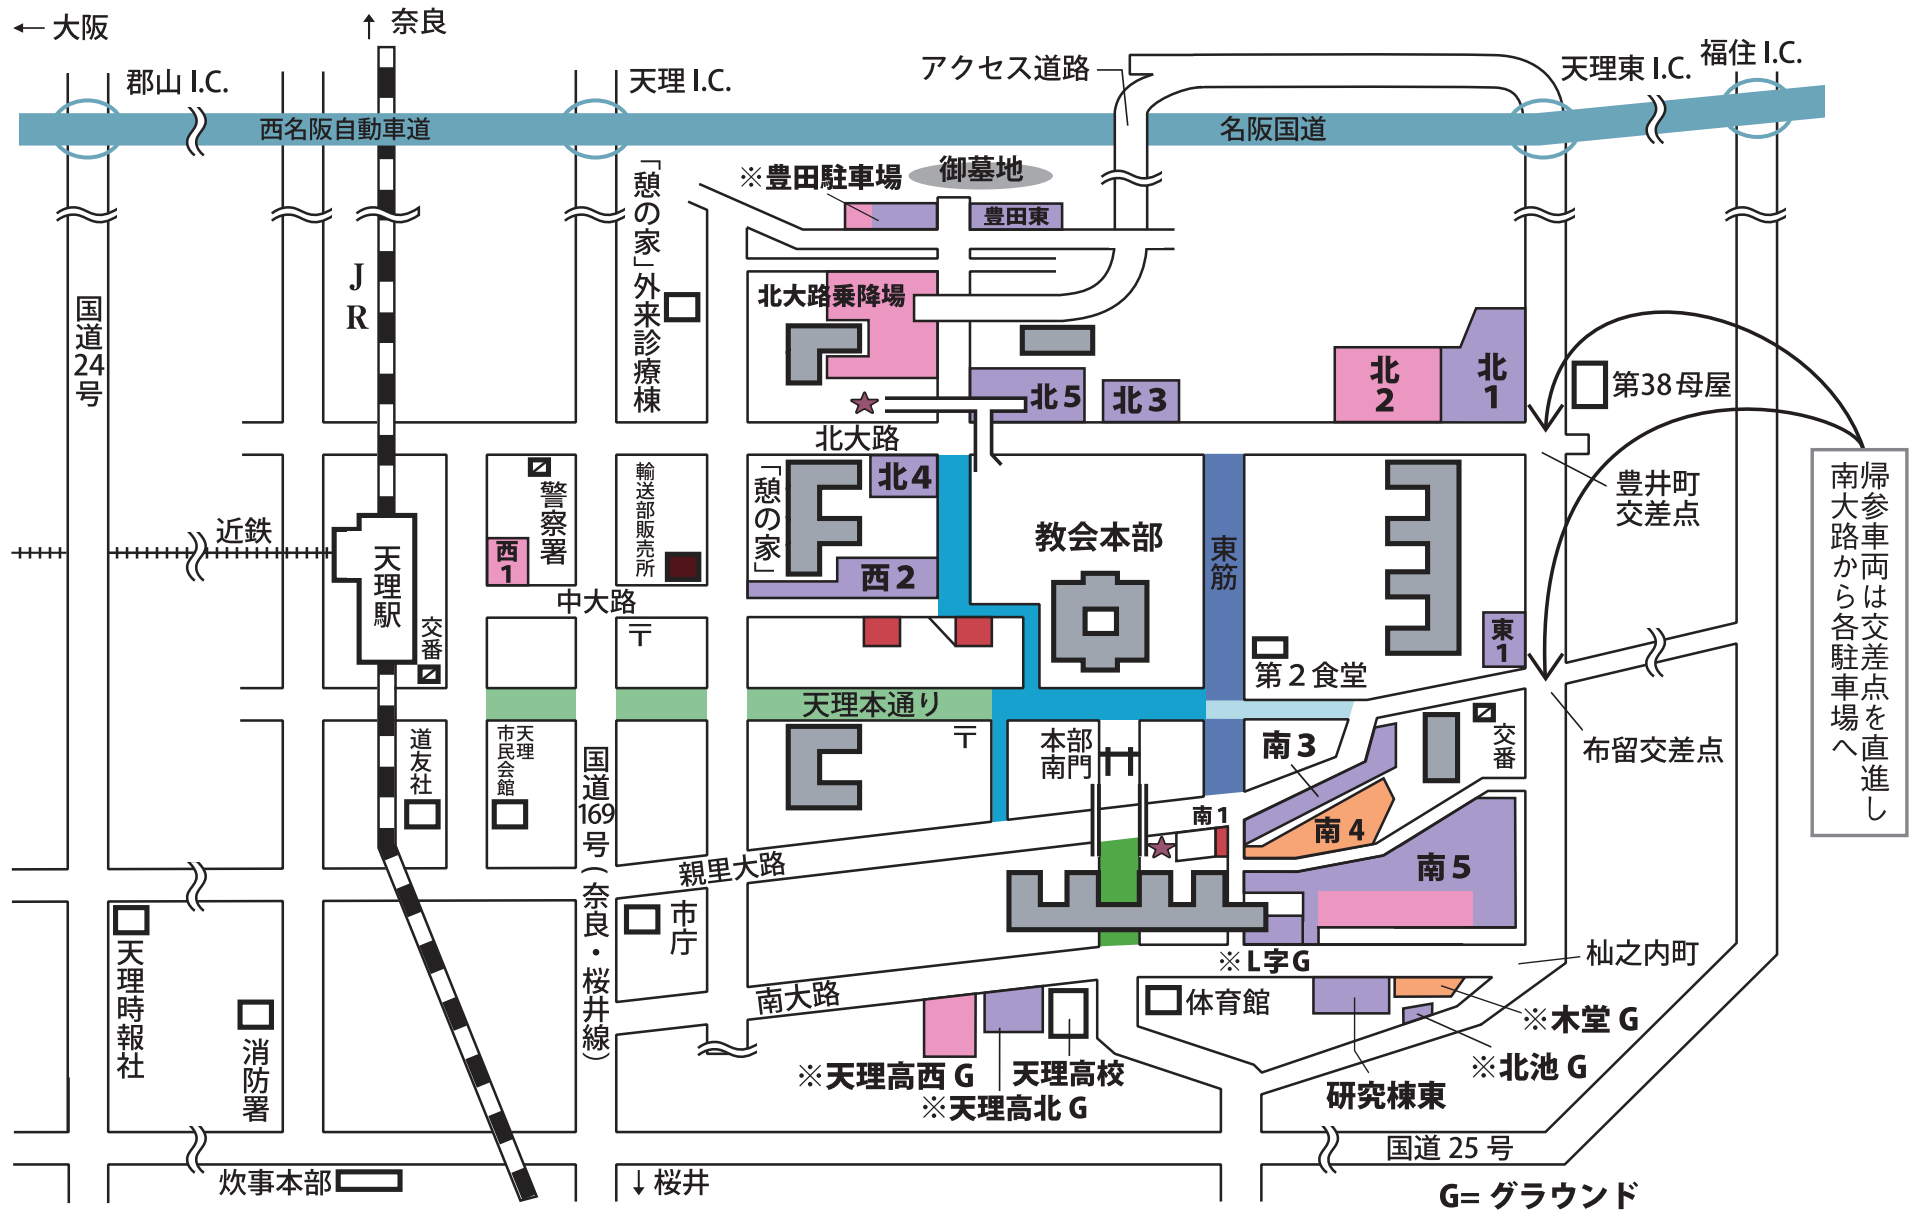 ← 大阪
↑ 奈良
郡山 I.C.
天理 I.C.
アクセス道路
天理東 I.C.
福住 I.C.
西名阪自動車道
名阪国道
※豊田駐車場
御墓地
豊田東
国道24号
JR
「憩の家」外来診療棟
北大路乗降場
北5
北3
北2
北1
第38母屋
北大路
近鉄
天理駅
交番
西1
警察署
輸送部販売所
「憩の家」
北4
西2
教会本部
東筋
東1
豊井町
交差点
帰参車両は交差点を直進し
南大路から各駐車場へ
中大路
〒
第2食堂
天理本通り
〒
本部
南門
南3
交番
布留交差点
道友社
天理
市民会館
国道169号(奈良・桜井線)
南1
南4
南5
親里大路
市庁
天理時報社
消防署
南大路
※L字G
杣之内町
体育館
※木堂 G
※北池 G
※天理高西 G
天理高校
※天理高北 G
研究棟東
国道 25 号
炊事本部
↓ 桜井
G= グラウンド